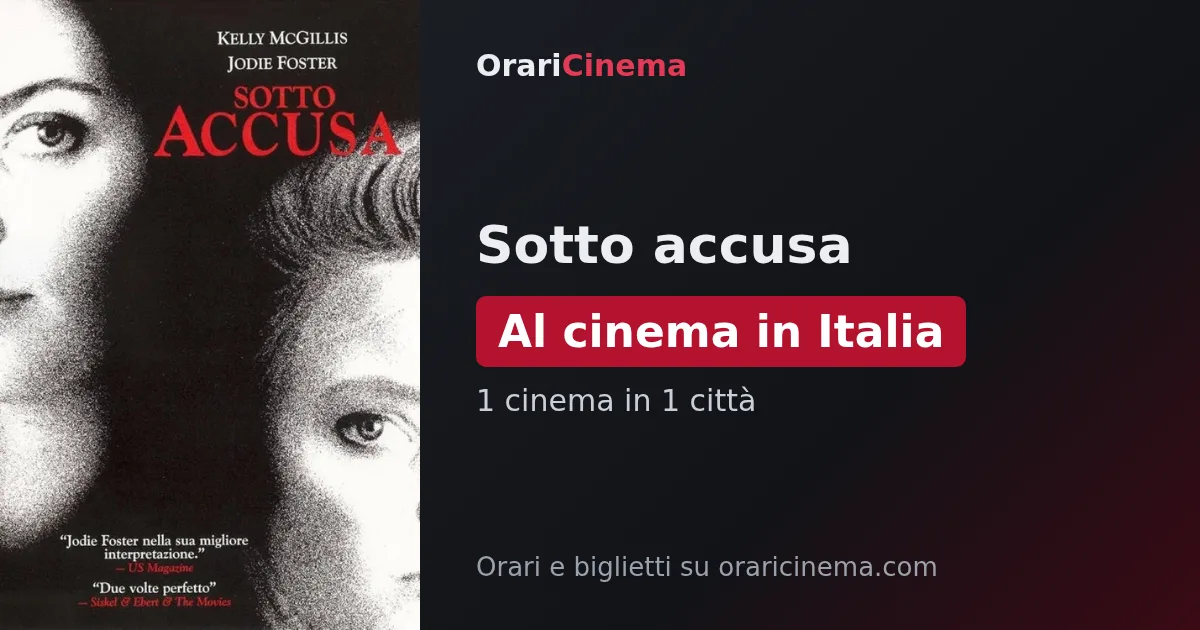 KELLY MCGILLIS
JODIE FOSTER
SOTTO
ACCUSA
“Jodie Foster nella sua migliore
interpretazione.”
— US Magazine
“Due volte perfetto”
— Siskel & Ebert & The Movies
OrariCinema
Sotto accusa
Al cinema in Italia
1 cinema in 1 città
Orari e biglietti su oraricinema.com